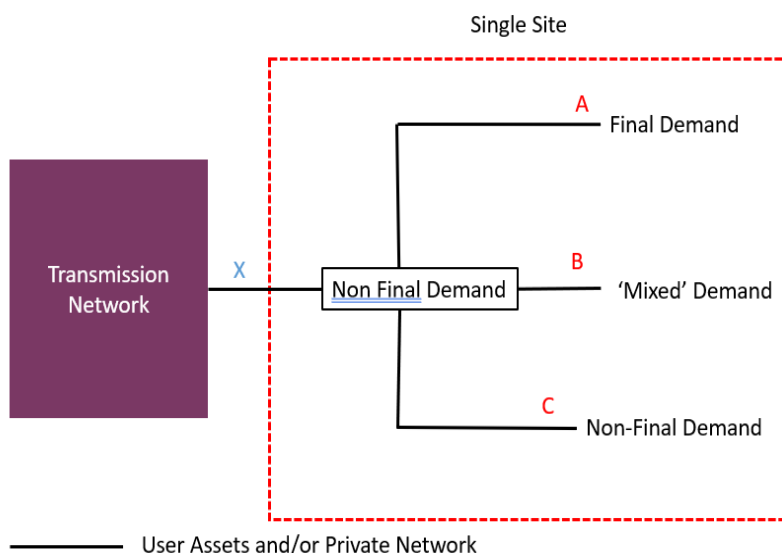 Single Site
A
Final Demand
Transmission
Network
X
Non Final Demand
B
‘Mixed’ Demand
C
Non-Final Demand
User Assets and/or Private Network